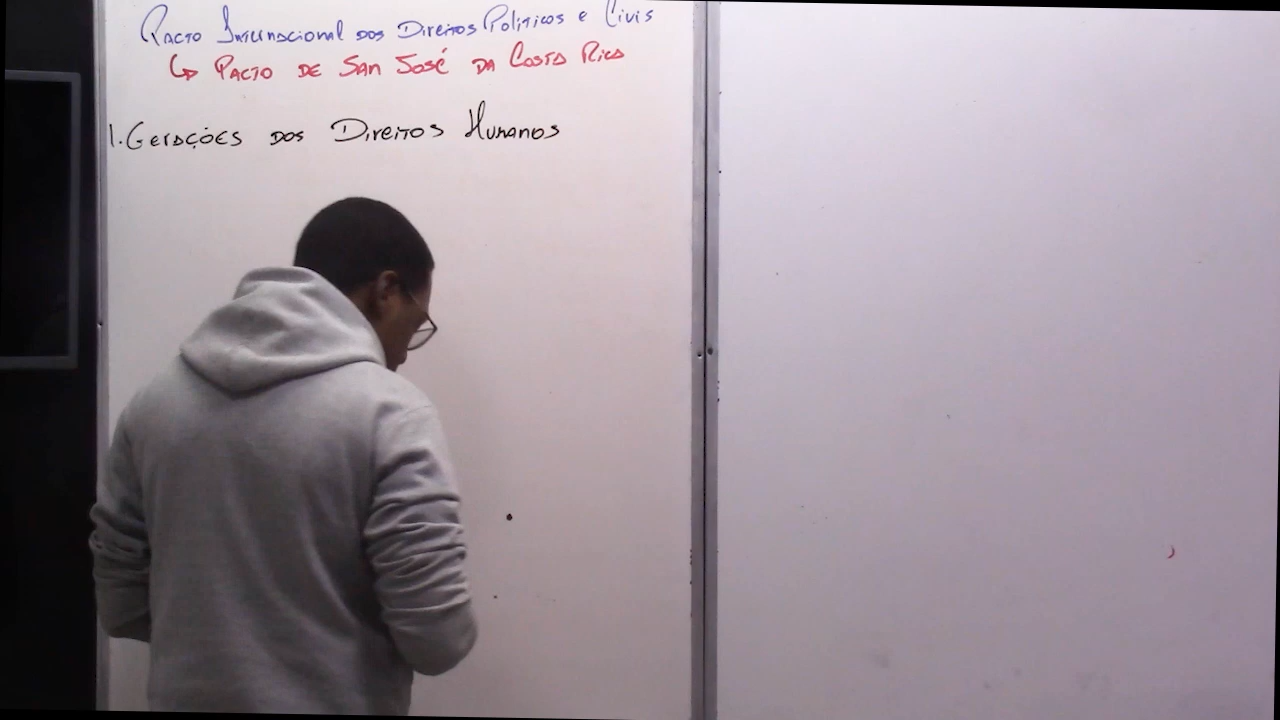 Pacto Internacional dos Direitos Políticos e Civis
↳ Pacto de San José da Costa Rica
1. Gerações dos Direitos Humanos